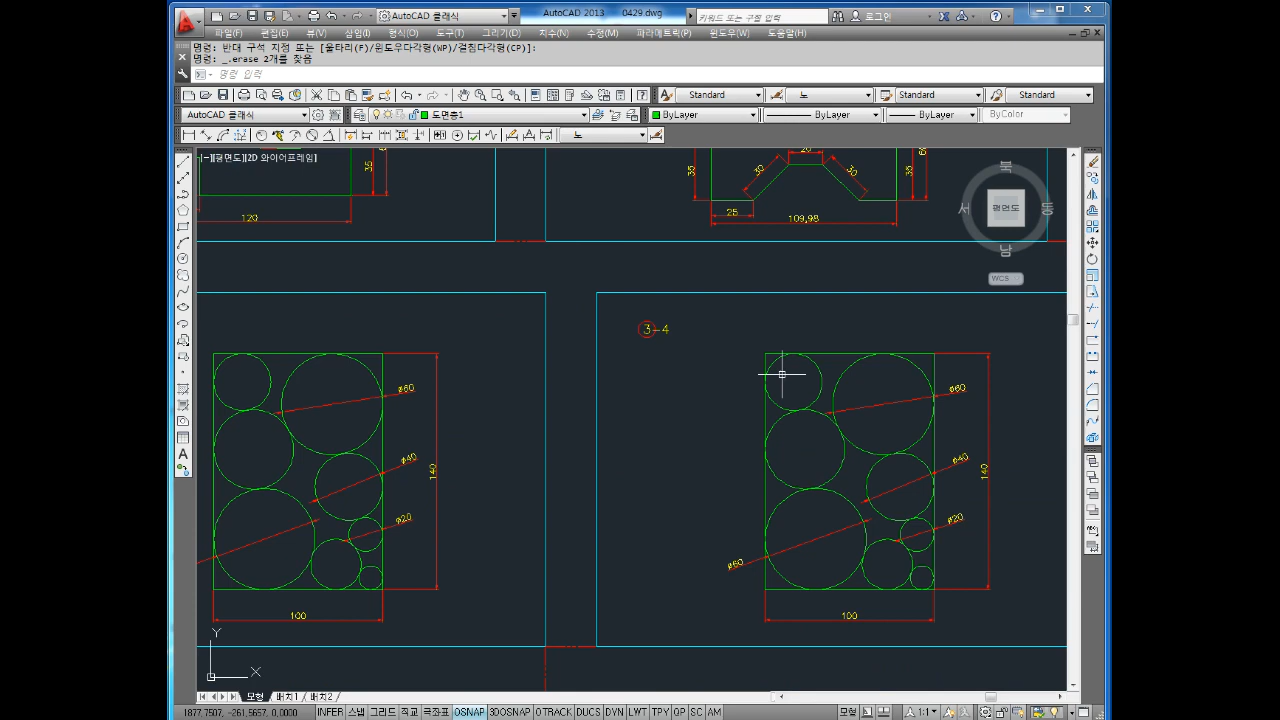 AutoCAD 클래식
AutoCAD 2013 0429.dwg
키워드 또는 구절 입력
로그인
파일(F) 편집(E) 뷰(V) 삽입(I) 형식(O) 도구(T) 그리기(D) 치수(N) 수정(M) 파라메트릭(P) 윈도우(W) 도움말(H)
명령: 반대 구석 지정 또는 [울타리(F)/윈도우다각형(WP)/걸침다각형(CP)]:
명령: _.erase 2개를 찾음
명령 입력
Standard 노 Standard Standard
AutoCAD 클래식 도면층1 ByLayer ByLayer ByLayer ByColor
노
[-][평면도][2D 와이어프레임]
35
120
20
30
30
35
35
25
109,98
북
서
평면도
동
남
WCS
3-4
ø60
ø40
ø20
140
100
ø60
ø40
ø20
ø60
140
100
Y
X
모형 배치1 배치2
1877,7507, -261,5657, 0,0000
INFER 스냅 그리드 직교 극좌표 OSNAP 3DOSNAP OTRACK DUCS DYN LWT TPY QP SC AM
모형
1:1